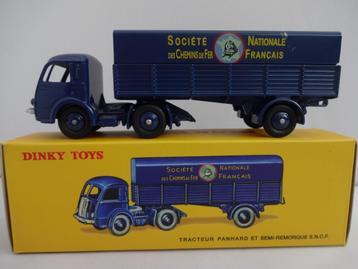 SOCIÉTÉ NATIONALE
DES CHEMINS DE FER FRANÇAIS
DINKY TOYS
SOCIÉTÉ NATIONALE
DES CHEMINS DE FER FRANÇAIS
TRACTEUR PANHARD ET SEMI-REMORQUE S.N.C.F.